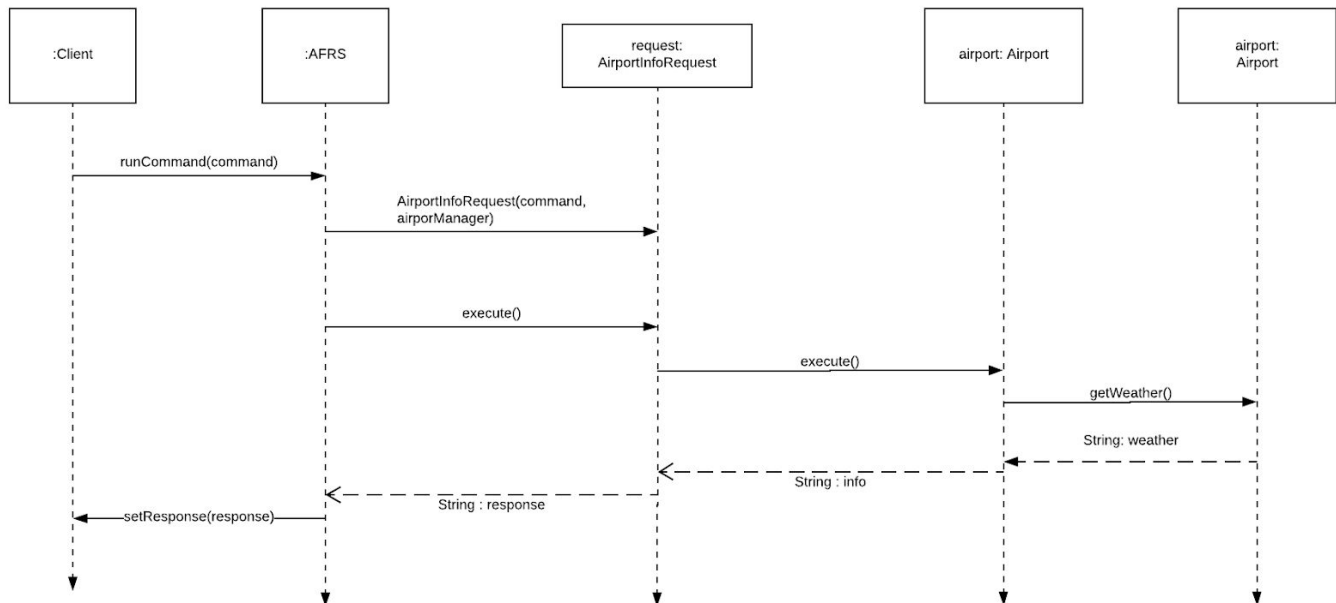 :Client
:AFRS
request:
AirportInfoRequest
airport: Airport
airport:
Airport
runCommand(command)
AirportInfoRequest(command,
airporManager)
execute()
execute()
getWeather()
String: weather
String : info
String : response
setResponse(response)